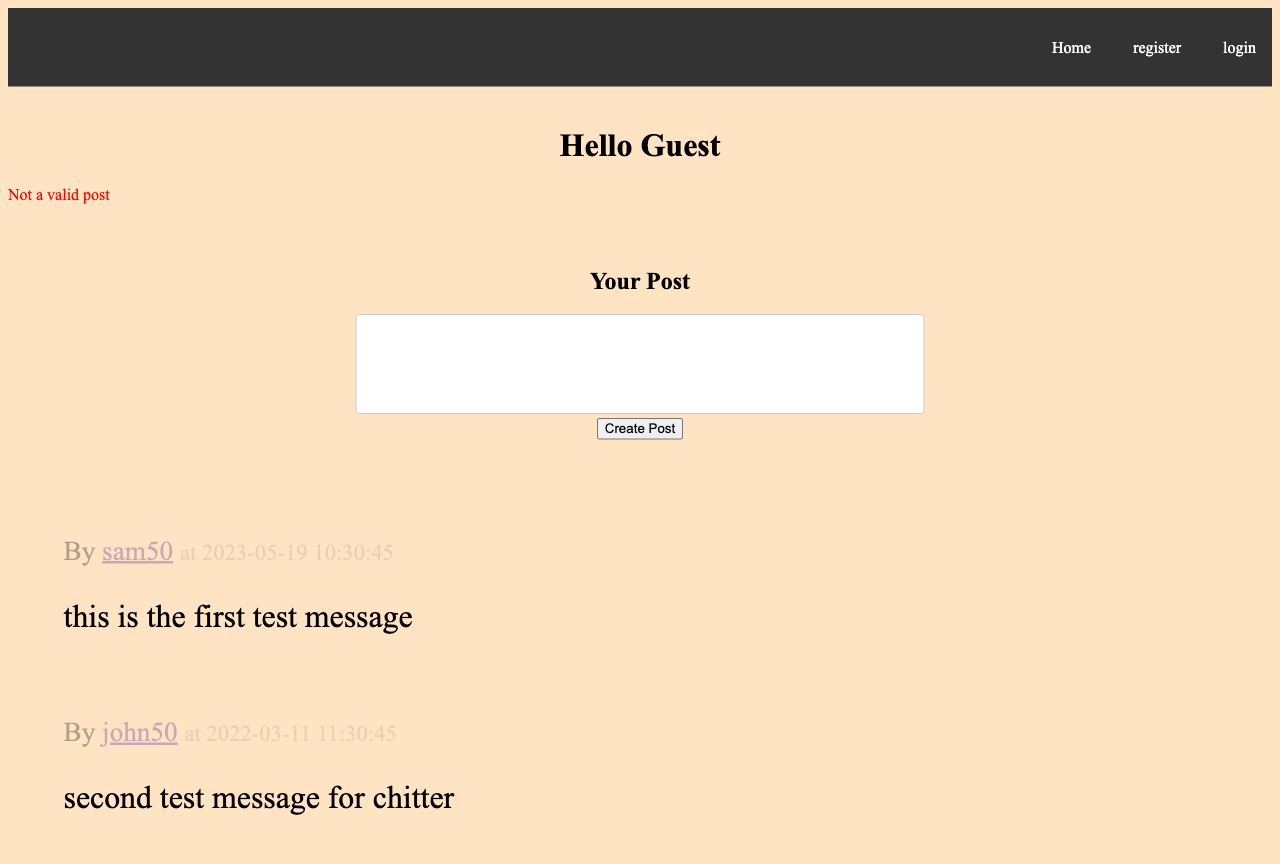 Home register login
Hello Guest
Not a valid post
Your Post
Create Post
By sam50 at 2023-05-19 10:30:45
this is the first test message
By john50 at 2022-03-11 11:30:45
second test message for chitter